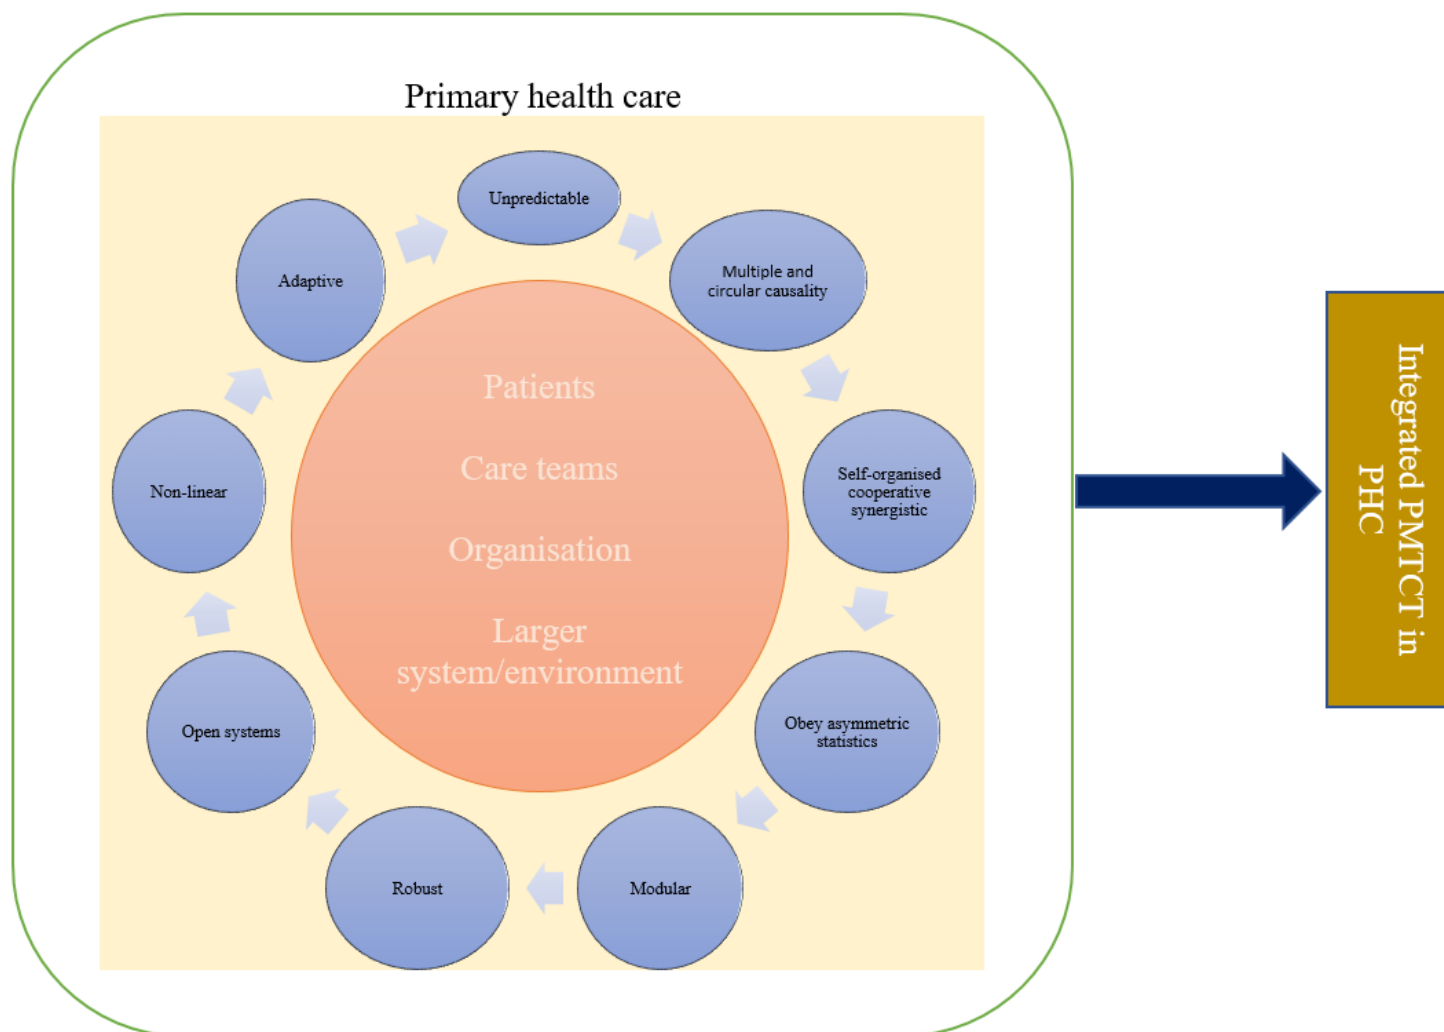 Primary health care
Unpredictable
Multiple and
circular causality
Self-organised
cooperative
synergistic
Obey asymmetric
statistics
Modular
Robust
Open systems
Non-linear
Adaptive
Patients
Care teams
Organisation
Larger
system/environment
Integrated PMTCT in
PHC